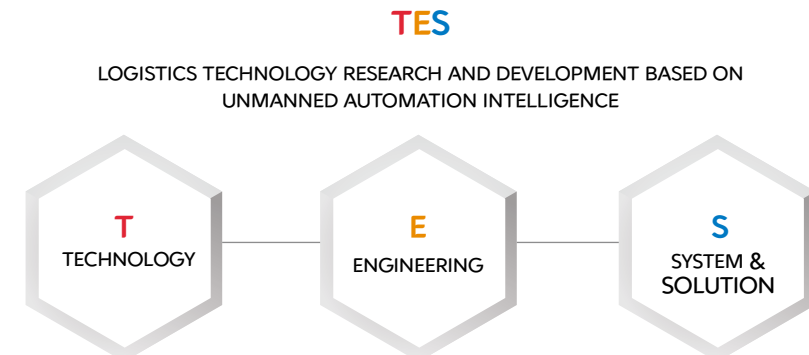 TES
LOGISTICS TECHNOLOGY RESEARCH AND DEVELOPMENT BASED ON
UNMANNED AUTOMATION INTELLIGENCE
T
TECHNOLOGY
E
ENGINEERING
S
SYSTEM &
SOLUTION